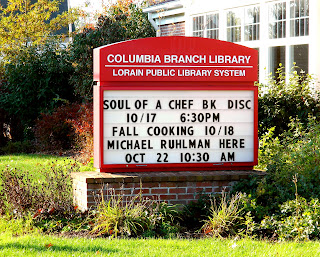 COLUMBIA BRANCH LIBRARY
LORAIN PUBLIC LIBRARY SYSTEM
SOUL OF A CHEF BK DISC
10/17 6:30PM
FALL COOKING 10/18
MICHAEL RUHLMAN HERE
OCT 22 10:30 AM